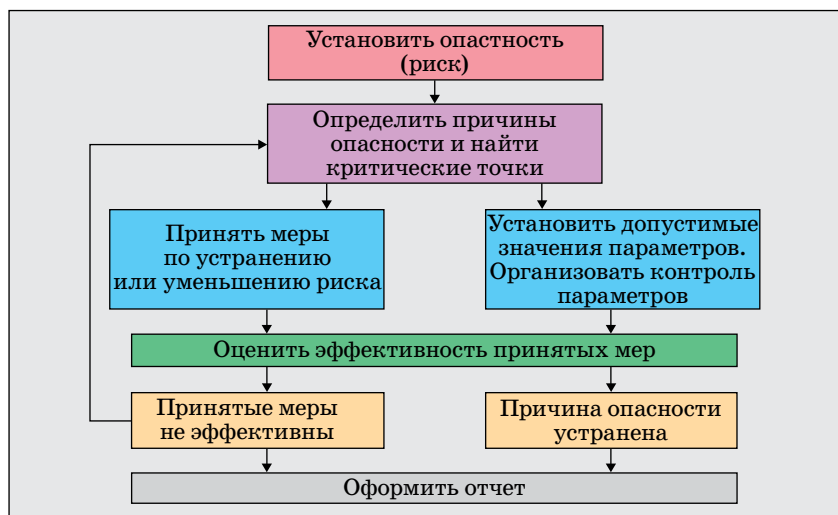 Установить опастность
(риск)
Определить причины
опасности и найти
критические точки
Принять меры
по устранению
или уменьшению риска
Установить допустимые
значения параметров.
Организовать контроль
параметров
Оценить эффективность принятых мер
Принятые меры
не эффективны
Причина опасности
устранена
Оформить отчет